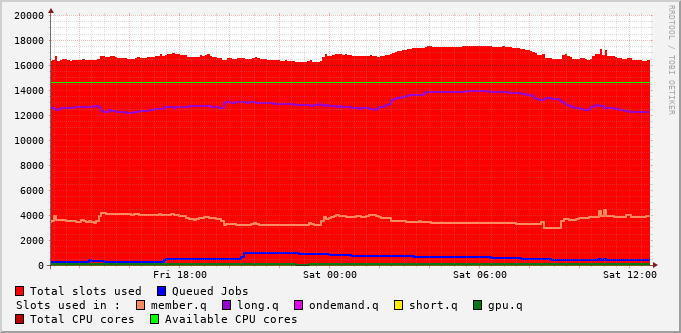 RRDTOOL / TOBI OETIKER
20000
18000
16000
14000
12000
10000
8000
6000
4000
2000
0
Fri 18:00 Sat 00:00 Sat 06:00 Sat 12:00
Total slots used Queued Jobs
Slots used in : member.q long.q ondemand.q short.q gpu.q
Total CPU cores Available CPU cores